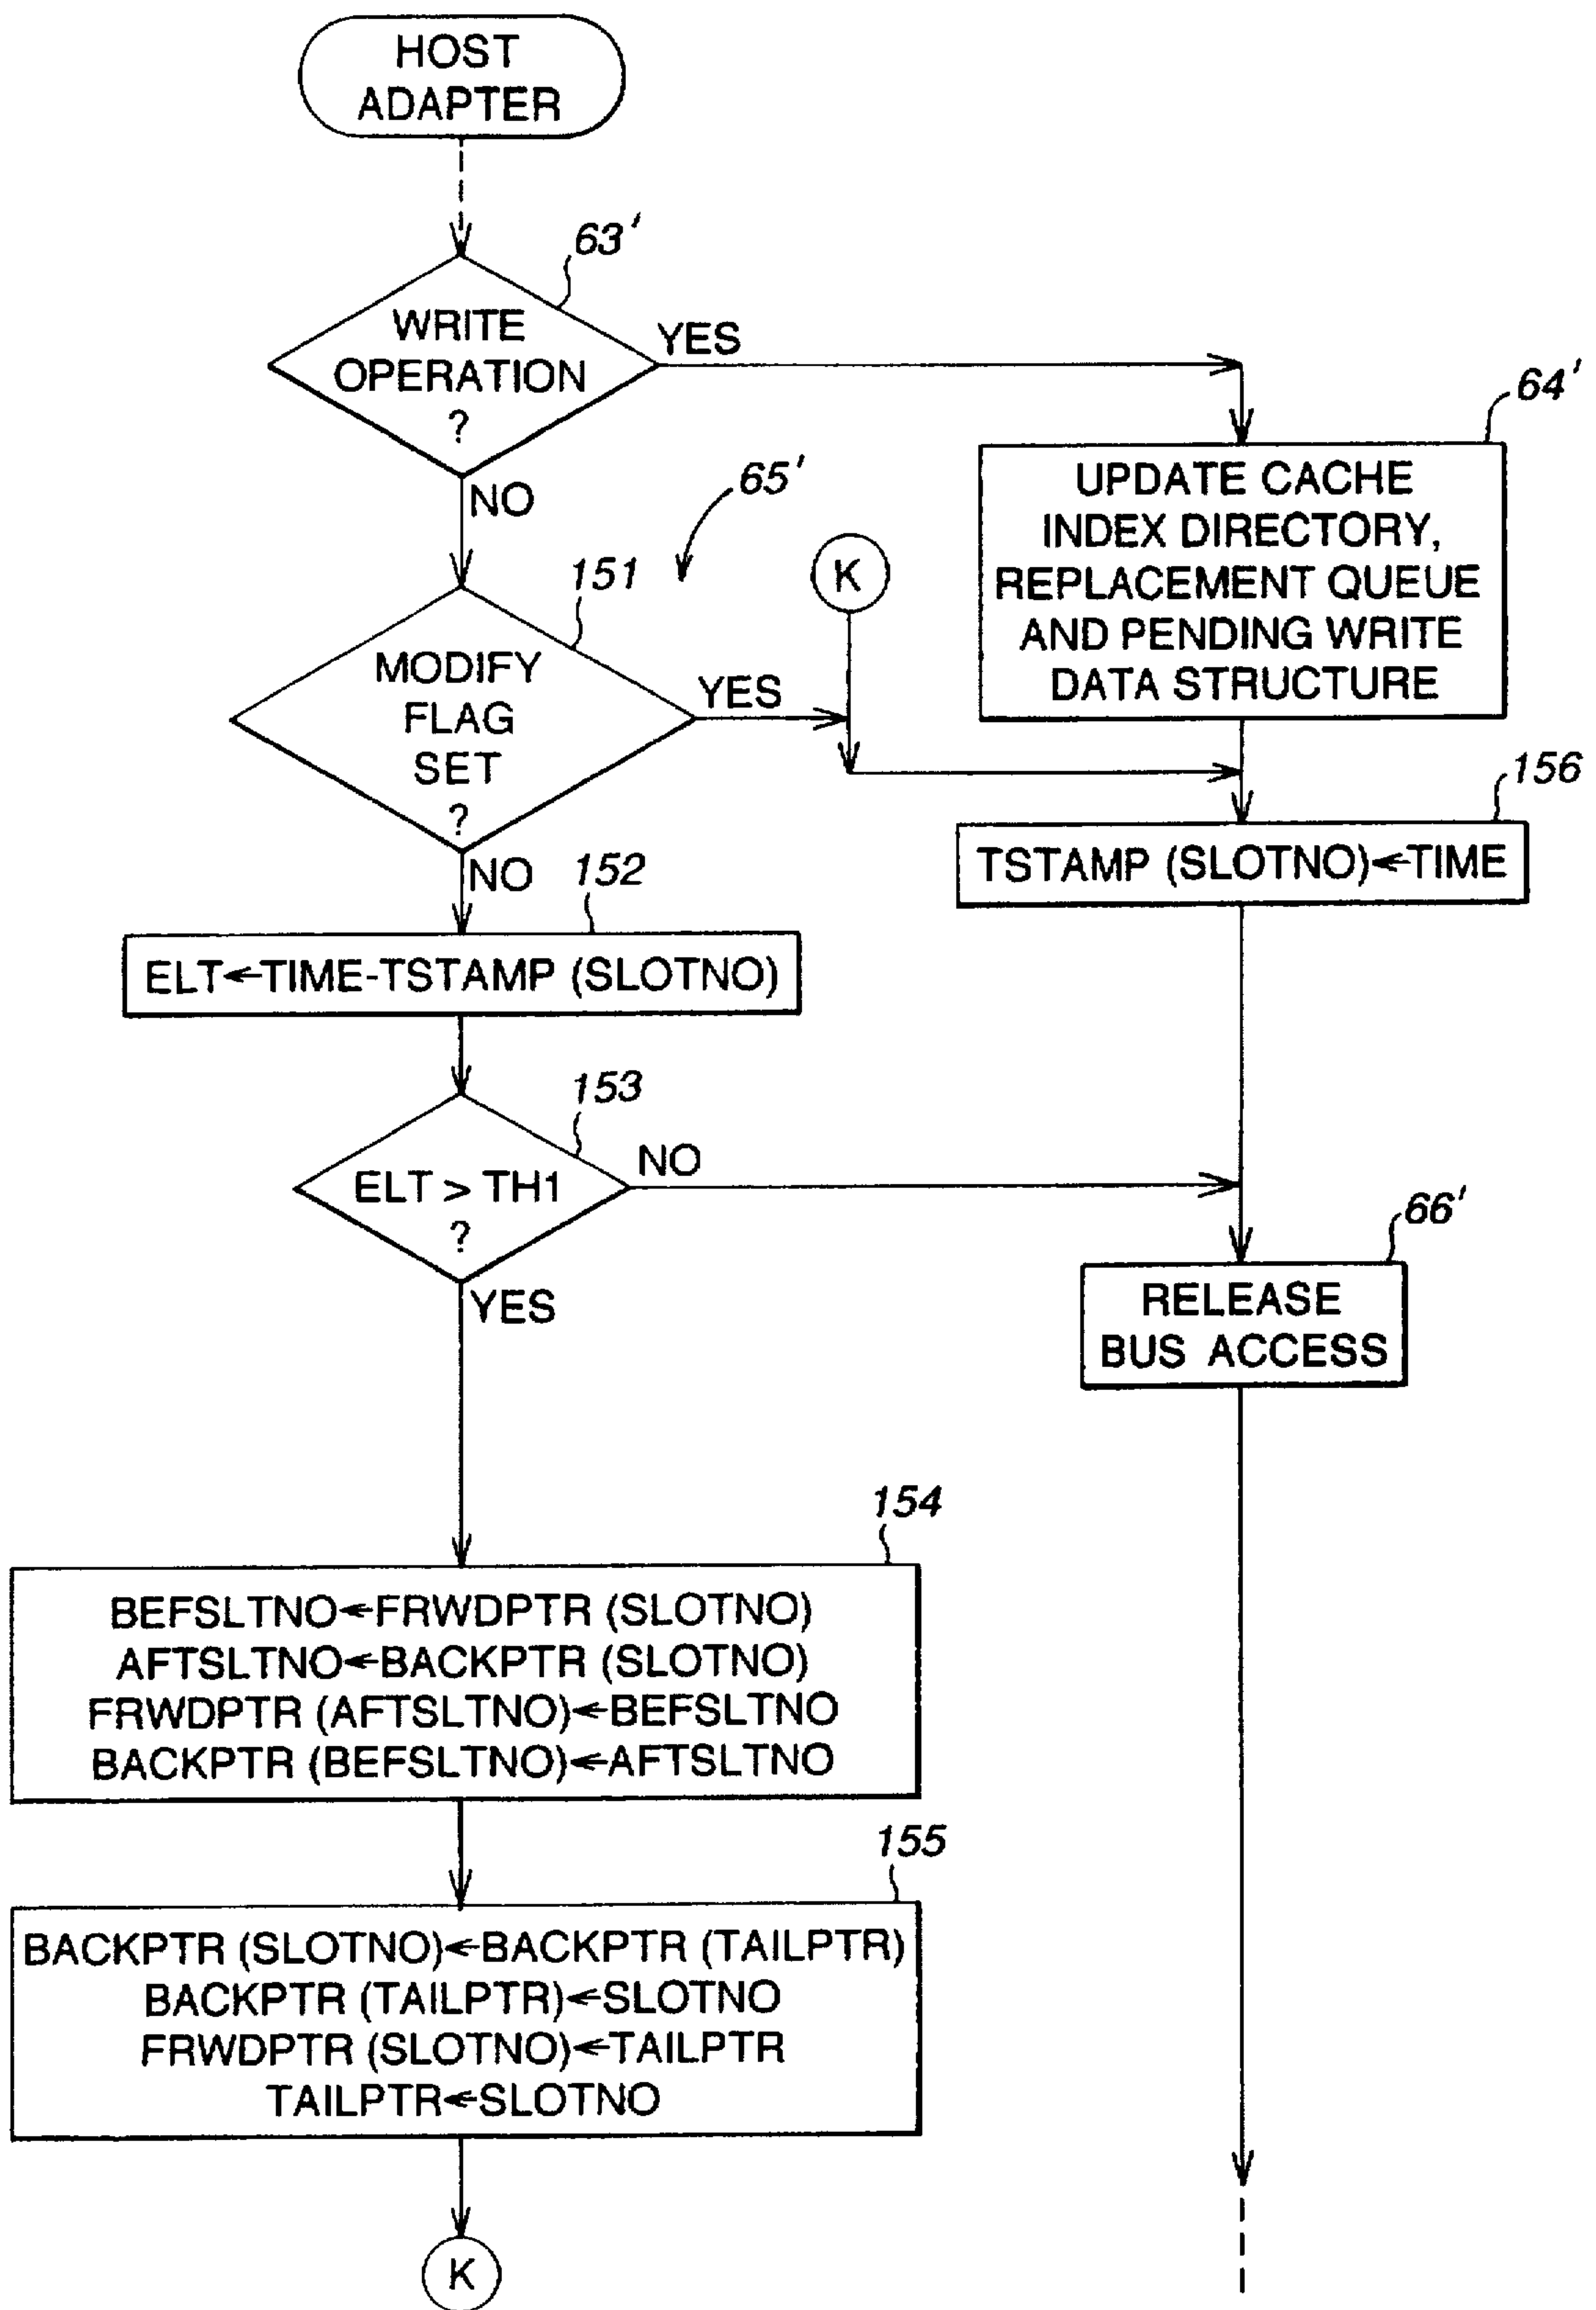 HOST
ADAPTER
63'
WRITE
OPERATION
?
YES
NO
64'
UPDATE CACHE
INDEX DIRECTORY,
REPLACEMENT QUEUE
AND PENDING WRITE
DATA STRUCTURE
65'
K
151
MODIFY
FLAG
SET
?
YES
NO
156
TSTAMP (SLOTNO)←TIME
152
ELT←TIME-TSTAMP (SLOTNO)
153
ELT > TH1
?
NO
YES
66'
RELEASE
BUS ACCESS
154
BEFSLTNO←FRWDPTR (SLOTNO)
AFTSLTNO←BACKPTR (SLOTNO)
FRWDPTR (AFTSLTNO)←BEFSLTNO
BACKPTR (BEFSLTNO)←AFTSLTNO
155
BACKPTR (SLOTNO)←BACKPTR (TAILPTR)
BACKPTR (TAILPTR)←SLOTNO
FRWDPTR (SLOTNO)←TAILPTR
TAILPTR←SLOTNO
K